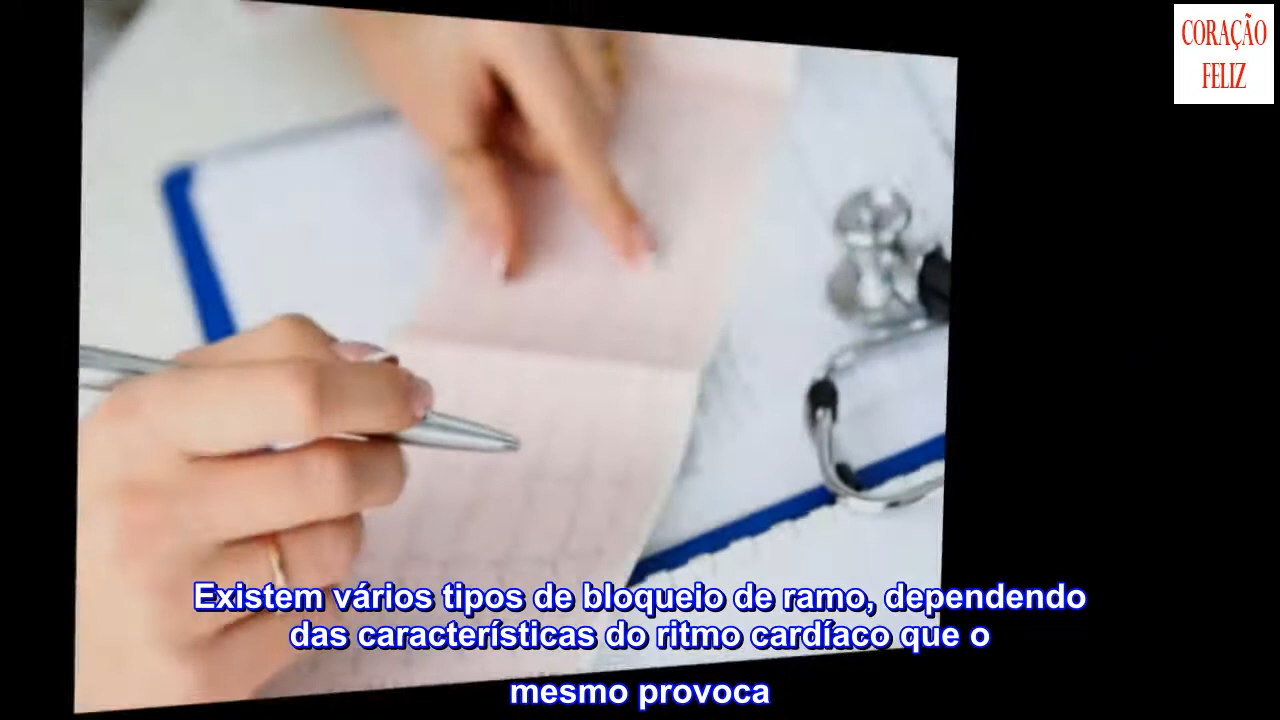 CORAÇÃO
FELIZ
Existem vários tipos de bloqueio de ramo, dependendo
das características do ritmo cardíaco que o
mesmo provoca